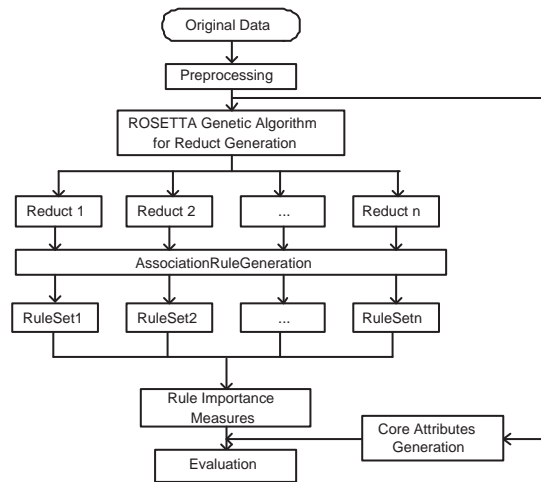 Original Data
Preprocessing
ROSETTA Genetic Algorithm
for Reduct Generation
Reduct 1
Reduct 2
...
Reduct n
AssociationRuleGeneration
RuleSet1
RuleSet2
...
RuleSetn
Rule Importance
Measures
Core Attributes
Generation
Evaluation